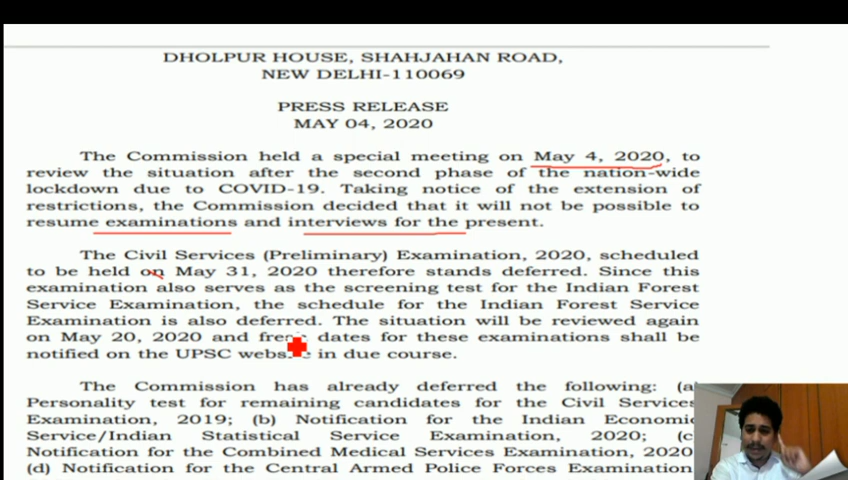 DHOLPUR HOUSE, SHAHJAHAN ROAD,
NEW DELHI-110069
PRESS RELEASE
MAY 04, 2020
The Commission held a special meeting on May 4, 2020, to
review the situation after the second phase of the nation-wide
lockdown due to COVID-19. Taking notice of the extension of
restrictions, the Commission decided that it will not be possible to
resume examinations and interviews for the present.
The Civil Services (Preliminary) Examination, 2020, scheduled
to be held on May 31, 2020 therefore stands deferred. Since this
examination also serves as the screening test for the Indian Forest
Service Examination, the schedule for the Indian Forest Service
Examination is also deferred. The situation will be reviewed again
on May 20, 2020 and dates for these examinations shall be
notified on the UPSC in due course.
The Commission has already deferred the following: (a
Personality test for remaining candidates for the Civil Services
Examination, 2019; (b) Notification for the Indian Economic
Service/Indian Statistical Service Examination, 2020; (c
Notification for the Combined Medical Services Examination, 2020
(d) Notification for the Central Armed Police Forces Examination